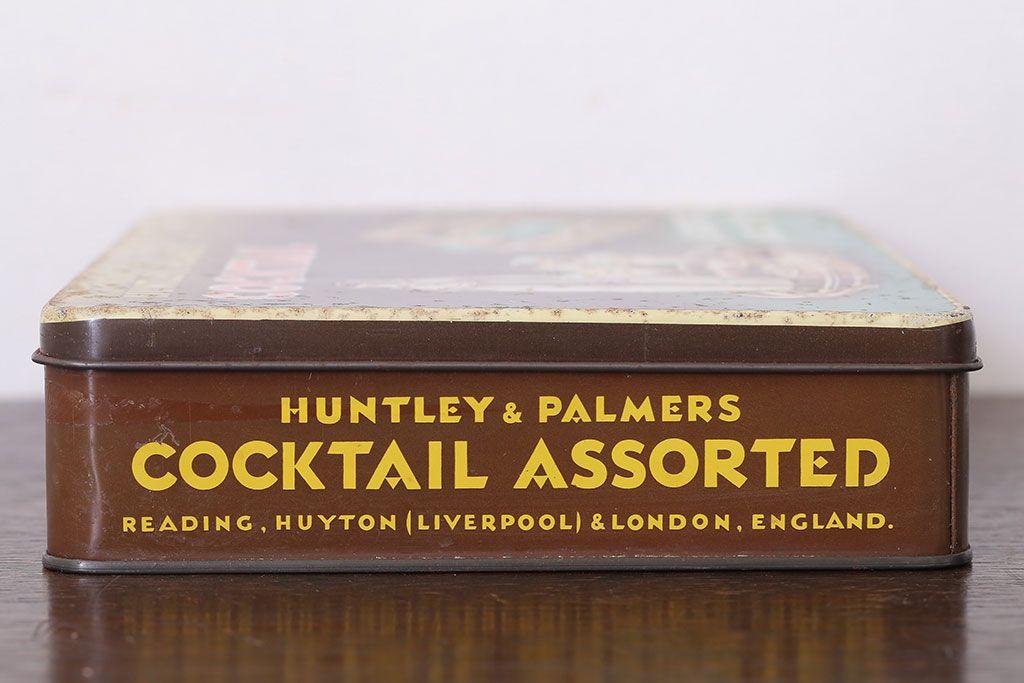 HUNTLEY & PALMERS
COCKTAIL ASSORTED
READING, HUYTON (LIVERPOOL) & LONDON, ENGLAND.